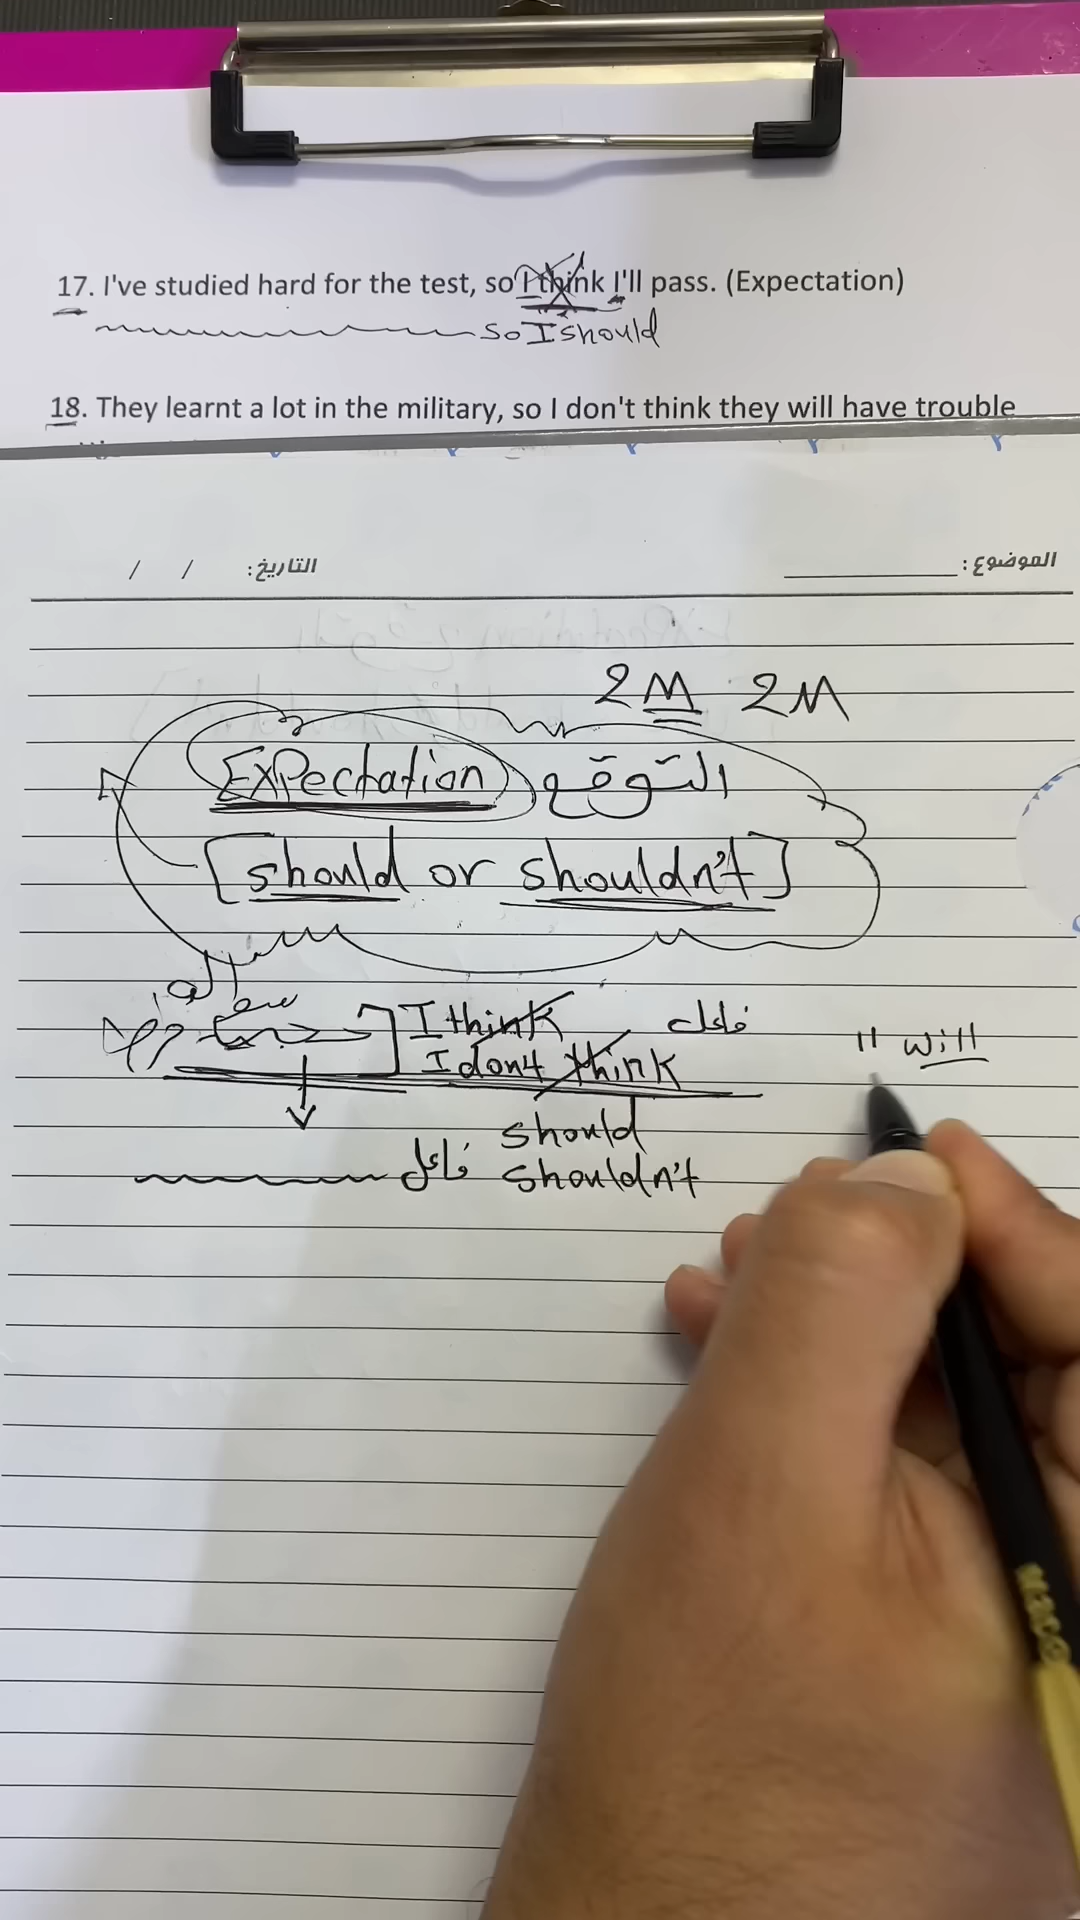 17. I've studied hard for the test, so I think I'll pass. (Expectation)
so I should
18. They learnt a lot in the military, so I don't think they will have trouble
الموضوع: التاريخ: / /
2M 2M
Expectation التوقع
[should or shouldn't]
I think فاعل
I don't think
'll will
فاعل should
shouldn't